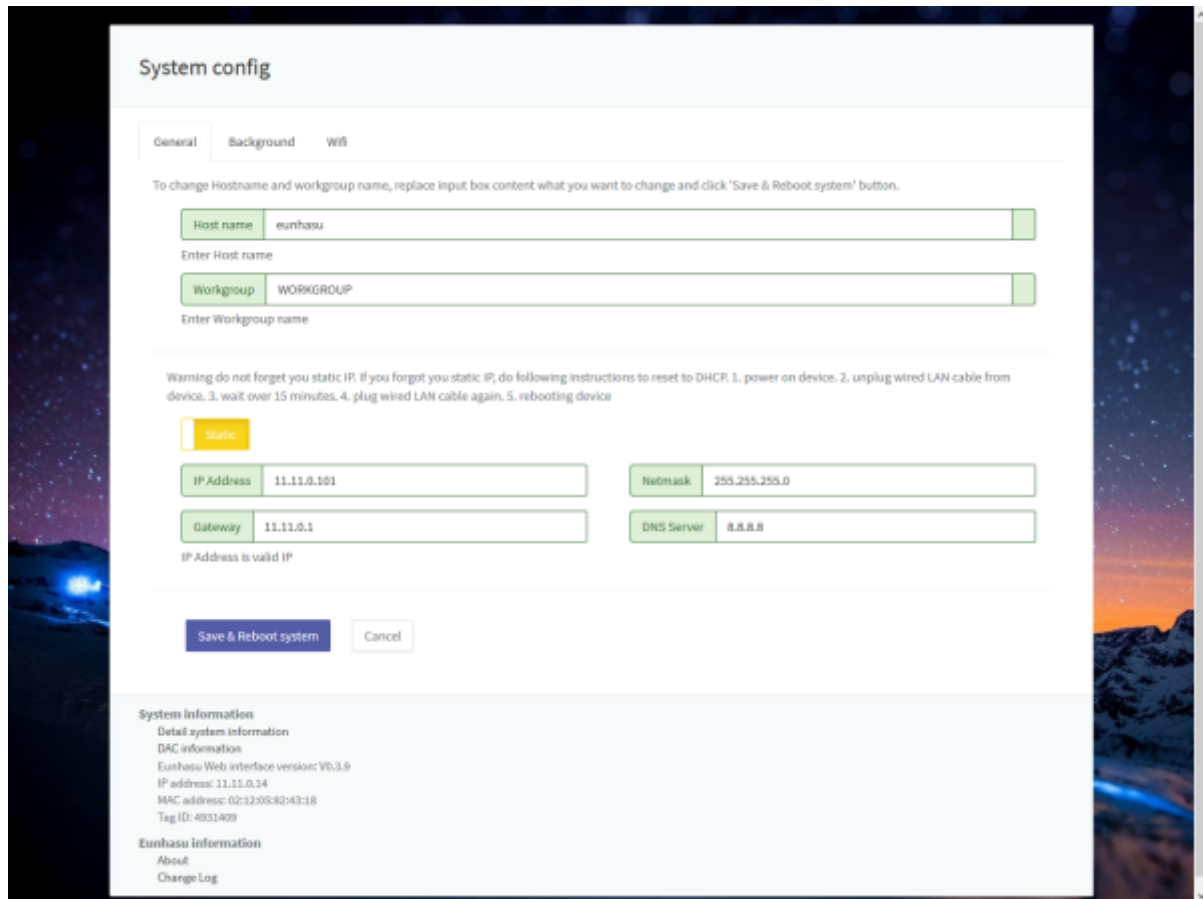 System config
General Background Wifi
To change Hostname and workgroup name, replace input box content what you want to change and click 'Save & Reboot system' button.
Host name eunhasu
Enter Host name
Workgroup WORKGROUP
Enter Workgroup name
Warning do not forget you static IP. If you forgot you static IP, do following instructions to reset to DHCP. 1. power on device. 2. unplug wired LAN cable from
device. 3. wait over 15 minutes. 4. plug wired LAN cable again. 5. rebooting device
Static
IP Address 11.11.0.101 Netmask 255.255.255.0
Gateway 11.11.0.1 DNS Server 8.8.8.8
IP Address is valid IP
Save & Reboot system Cancel
System information
Detail system information
DAC information
Eunhasu Web interface version: V0.3.9
IP address: 11.11.0.14
MAC address: 02:12:05:82:43:18
Tag ID: 4931409
Eunhasu information
About
Change Log